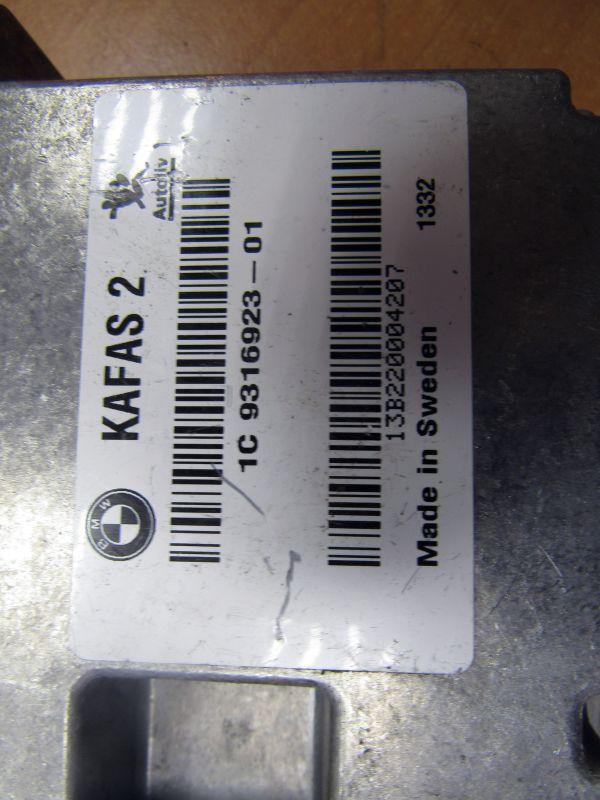 BMW
KAFAS 2
Autoliv
1C 9316923-01
13B220004207
Made in Sweden 1332